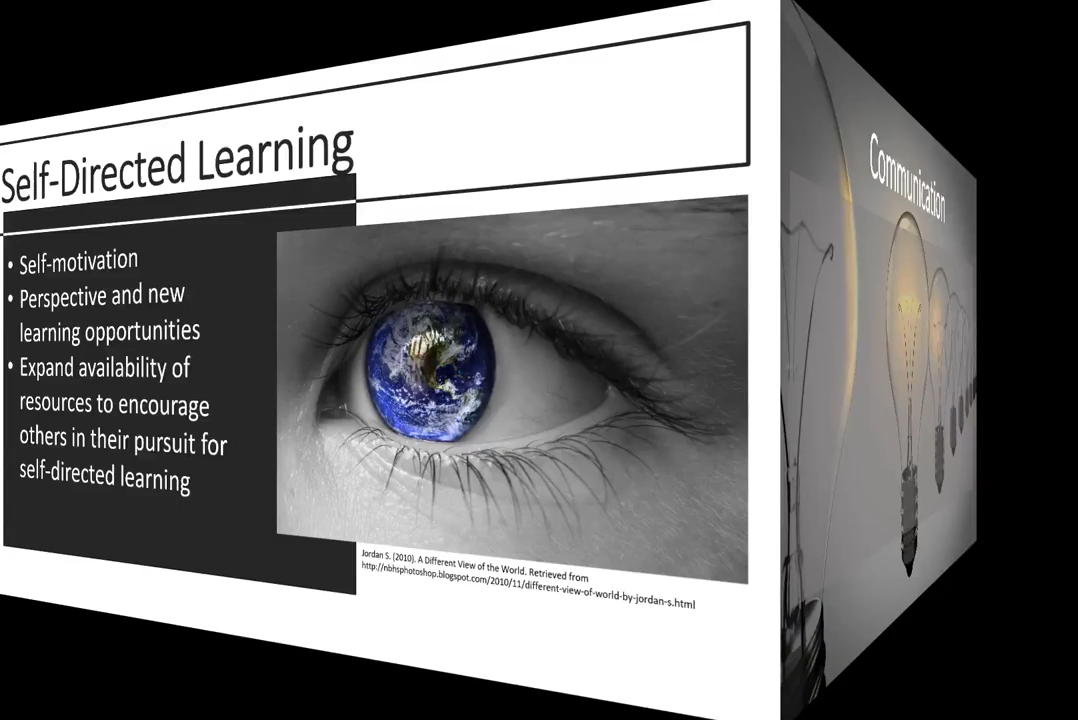 Self-Directed Learning
• Self-motivation
• Perspective and new
learning opportunities
• Expand availability of
resources to encourage
others in their pursuit for
self-directed learning
Jordan S. (2010). A Different View of the World. Retrieved from
http://nbhsphotoshop.blogspot.com/2010/11/different-view-of-world-by-jordan-s.html
Communication